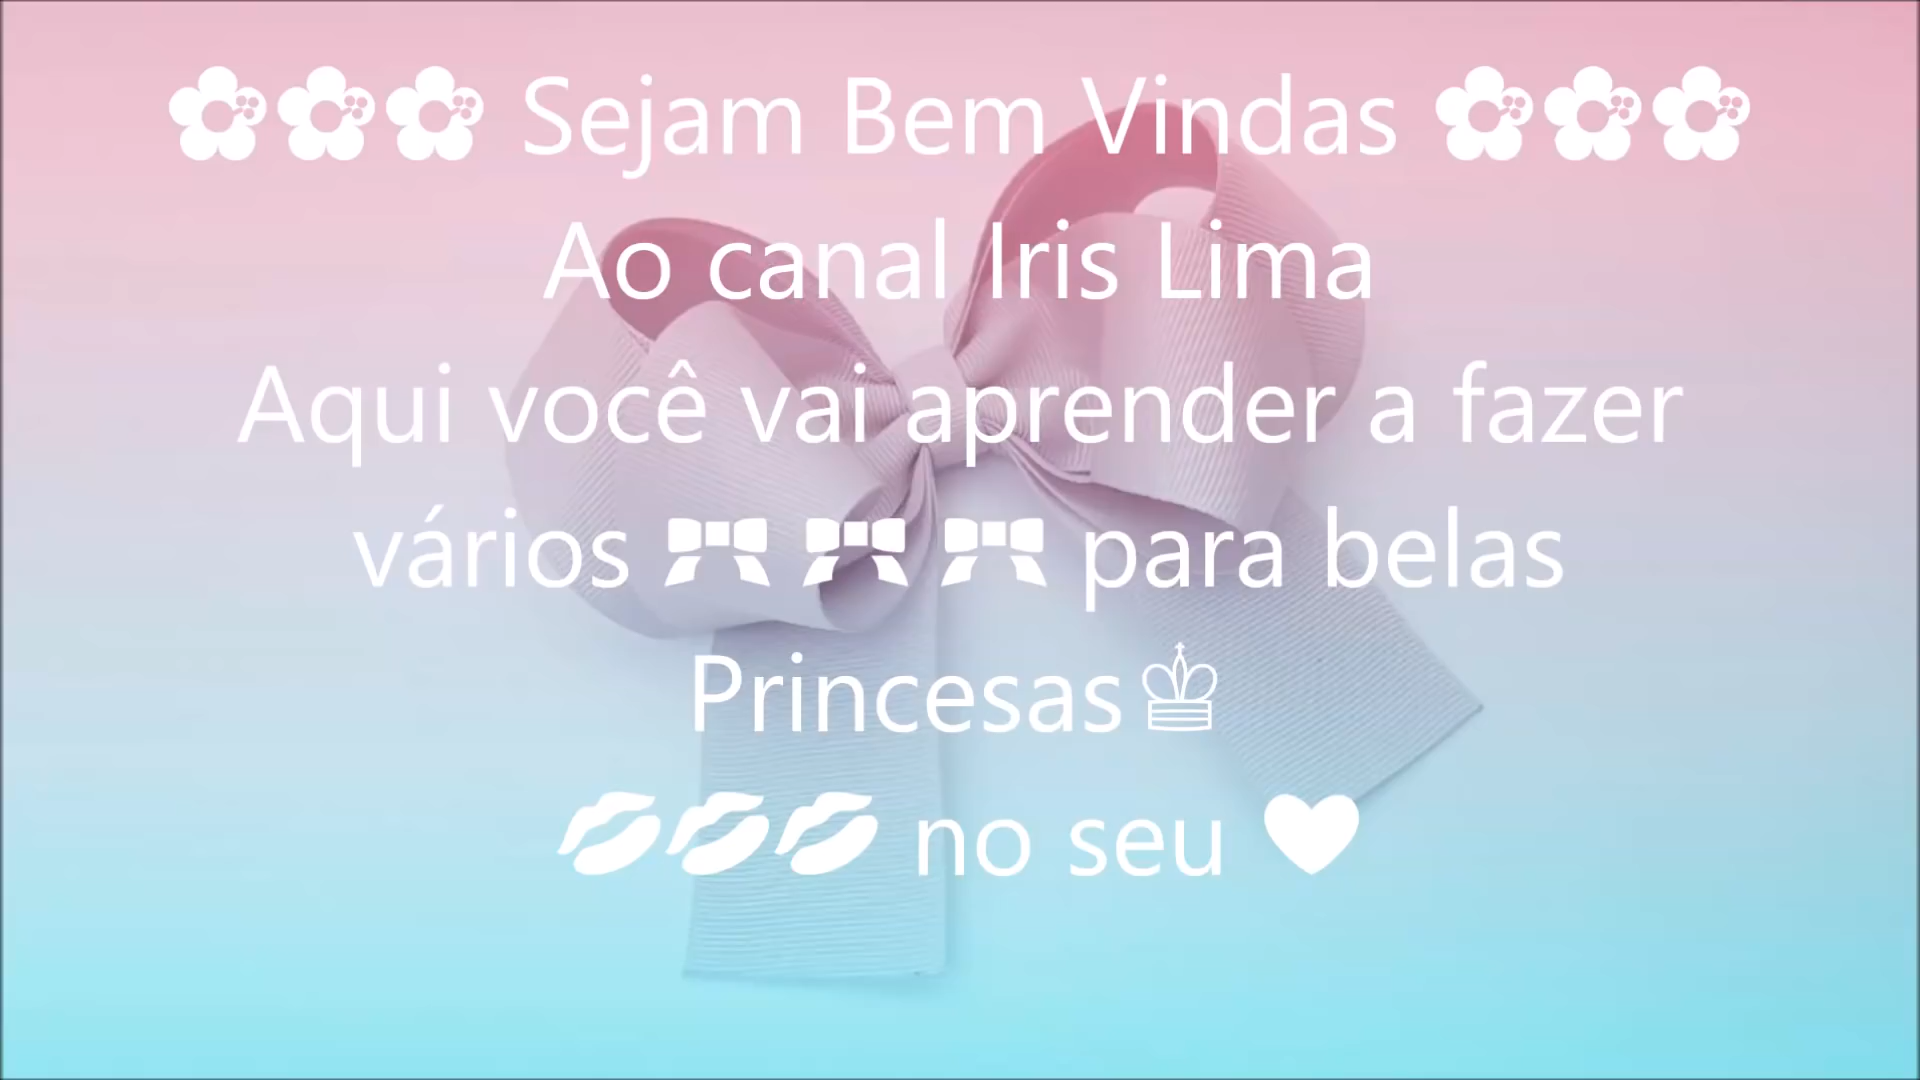 🌺🌺🌺 Sejam Bem Vindas 🌺🌺🌺
Ao canal Iris Lima
Aqui você vai aprender a fazer
vários 🎀 🎀 🎀 para belas
Princesas♔
💋💋💋 no seu ❤